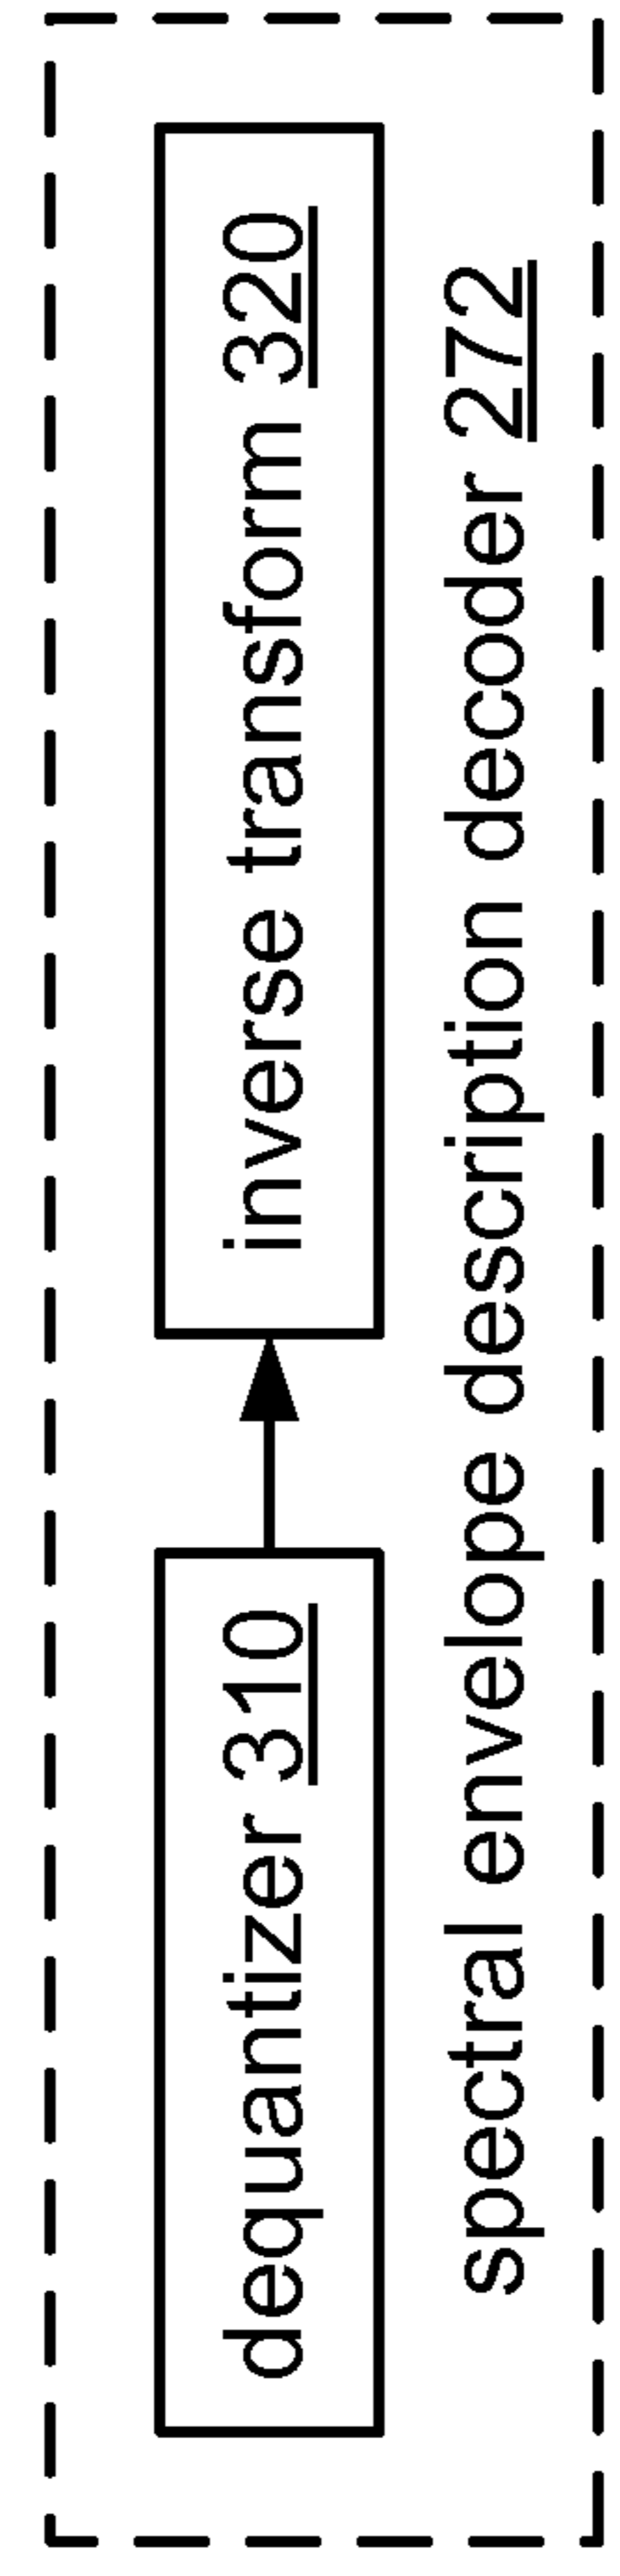 dequantizer 310
inverse transform 320
spectral envelope description decoder 272